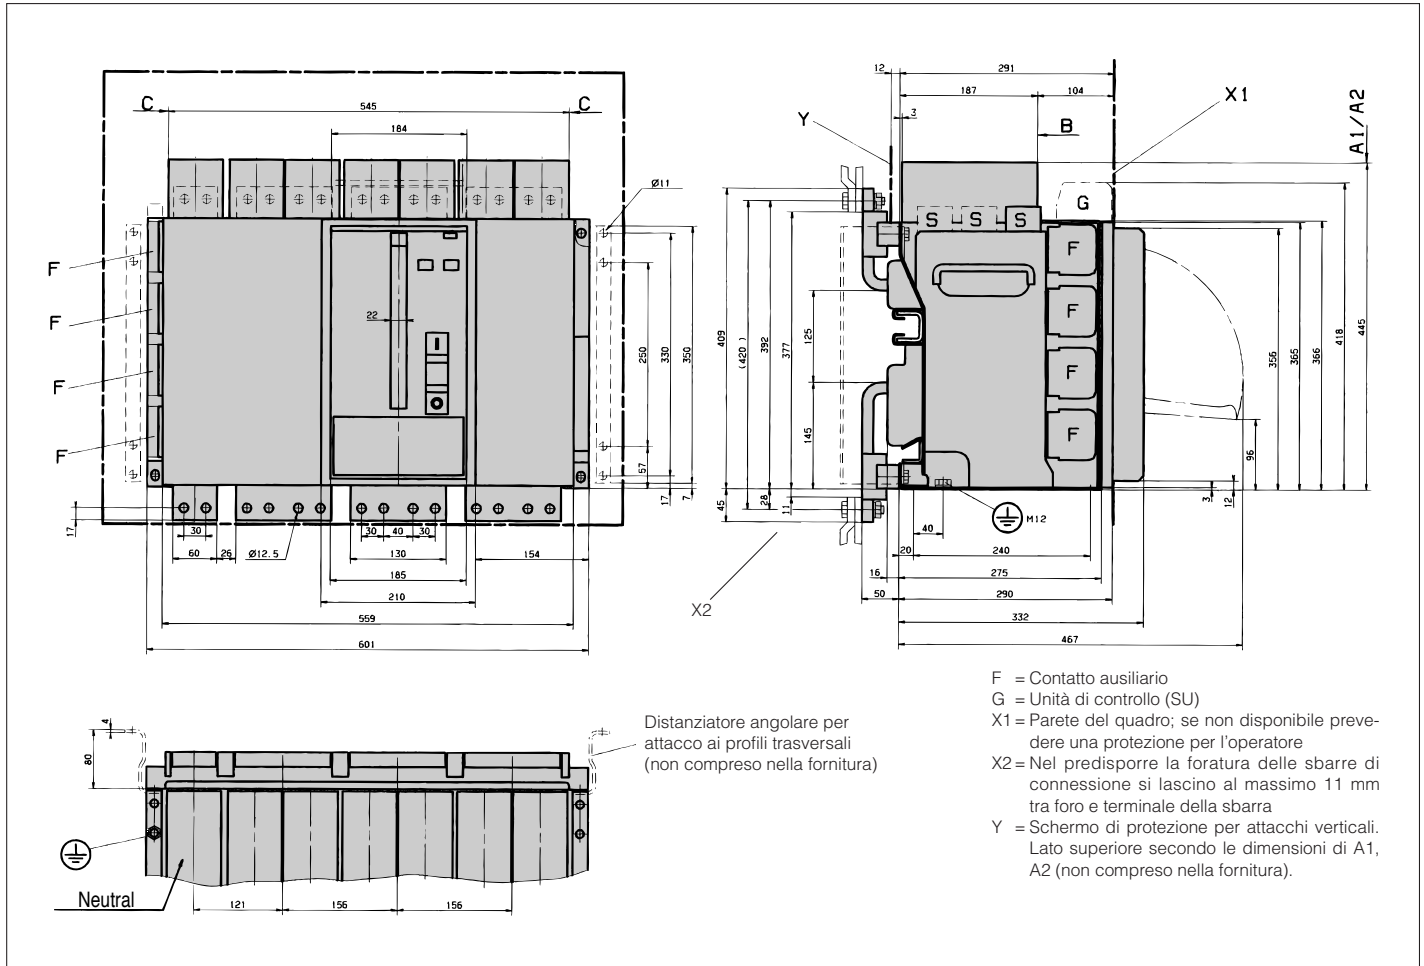 C
545
C
184
Ø11
F
F
F
F
22
250
330
350
57
17
7
17
30
60
26
Ø12.5
30
40
30
130
154
185
210
559
601
12
291
187
104
3
Y
B
X1
A1/A2
G
S
S
S
F
F
F
F
409
(420 )
392
377
125
145
45
28
11
356
365
366
418
445
96
3
12
M12
40
20
240
16
275
50
290
332
467
X2
4
80
Distanziatore angolare per
attacco ai profili trasversali
(non compreso nella fornitura)
Neutral
121
156
156
F = Contatto ausiliario
G = Unità di controllo (SU)
X1 = Parete del quadro; se non disponibile preve-
dere una protezione per l'operatore
X2 = Nel predisporre la foratura delle sbarre di
connessione si lascino al massimo 11 mm
tra foro e terminale della sbarra
Y = Schermo di protezione per attacchi verticali.
Lato superiore secondo le dimensioni di A1,
A2 (non compreso nella fornitura).